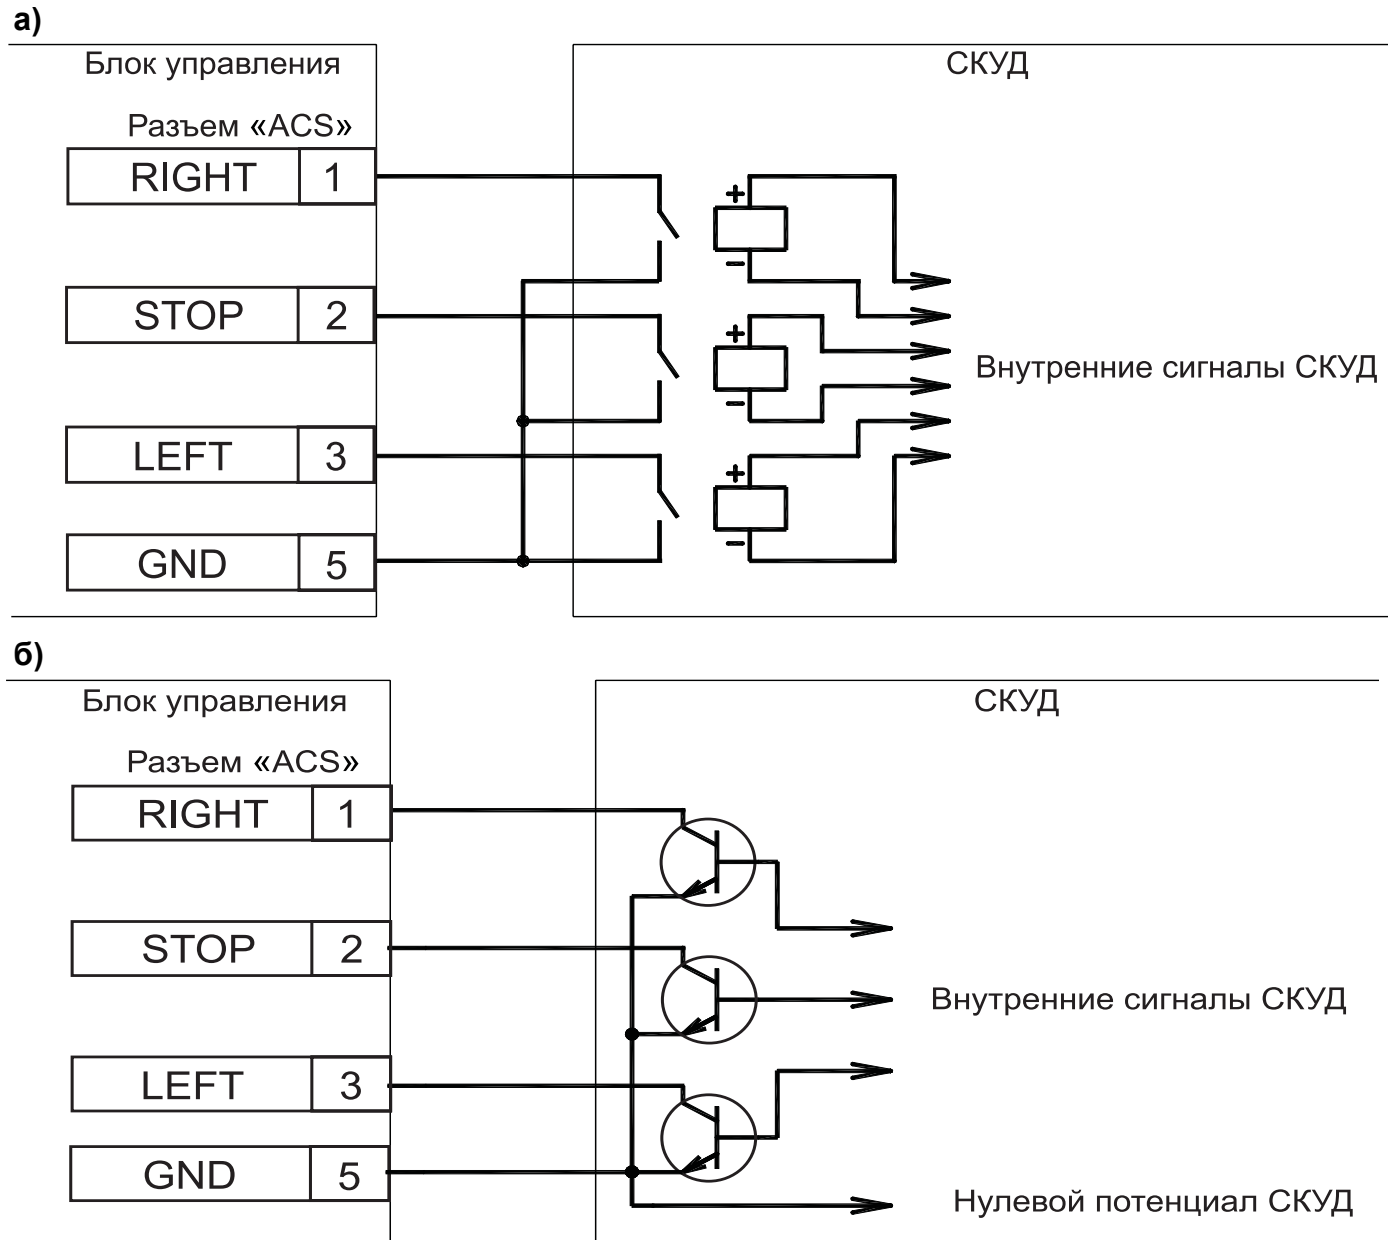 а)
Блок управления
СКУД
Разъем «ACS»
RIGHT 1
+
−
STOP 2
+
−
Внутренние сигналы СКУД
LEFT 3
+
−
GND 5
б)
Блок управления
СКУД
Разъем «ACS»
RIGHT 1
STOP 2
Внутренние сигналы СКУД
LEFT 3
GND 5
Нулевой потенциал СКУД